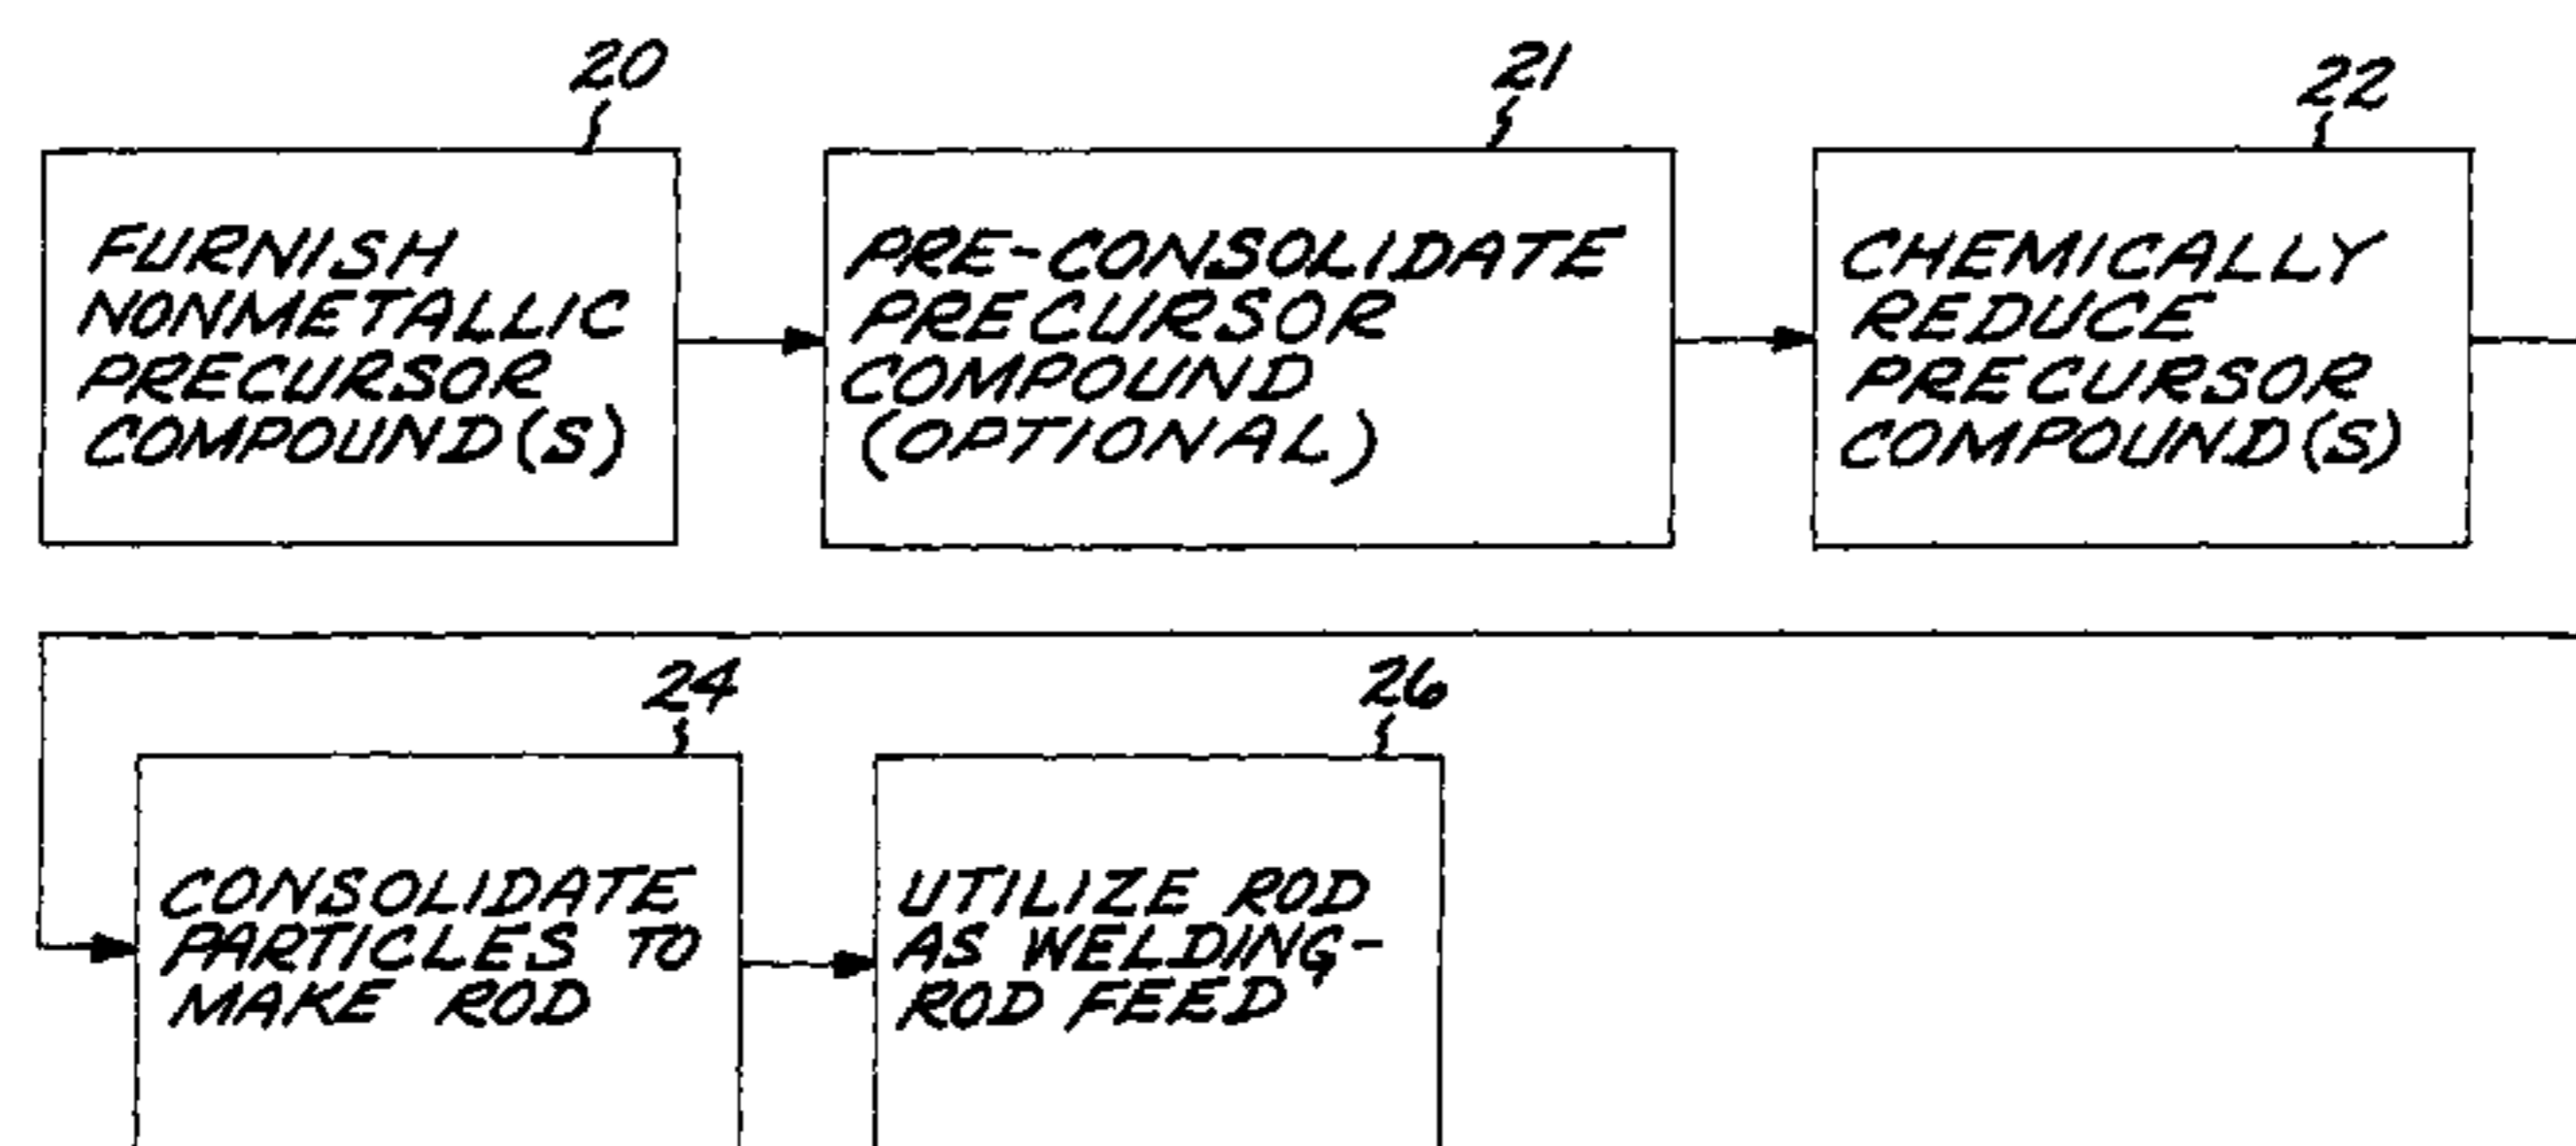 20
FURNISH
NONMETALLIC
PRECURSOR
COMPOUND(S)
21
PRE-CONSOLIDATE
PRECURSOR
COMPOUND
(OPTIONAL)
22
CHEMICALLY
REDUCE
PRECURSOR
COMPOUND(S)
24
CONSOLIDATE
PARTICLES TO
MAKE ROD
26
UTILIZE ROD
AS WELDING-
ROD FEED